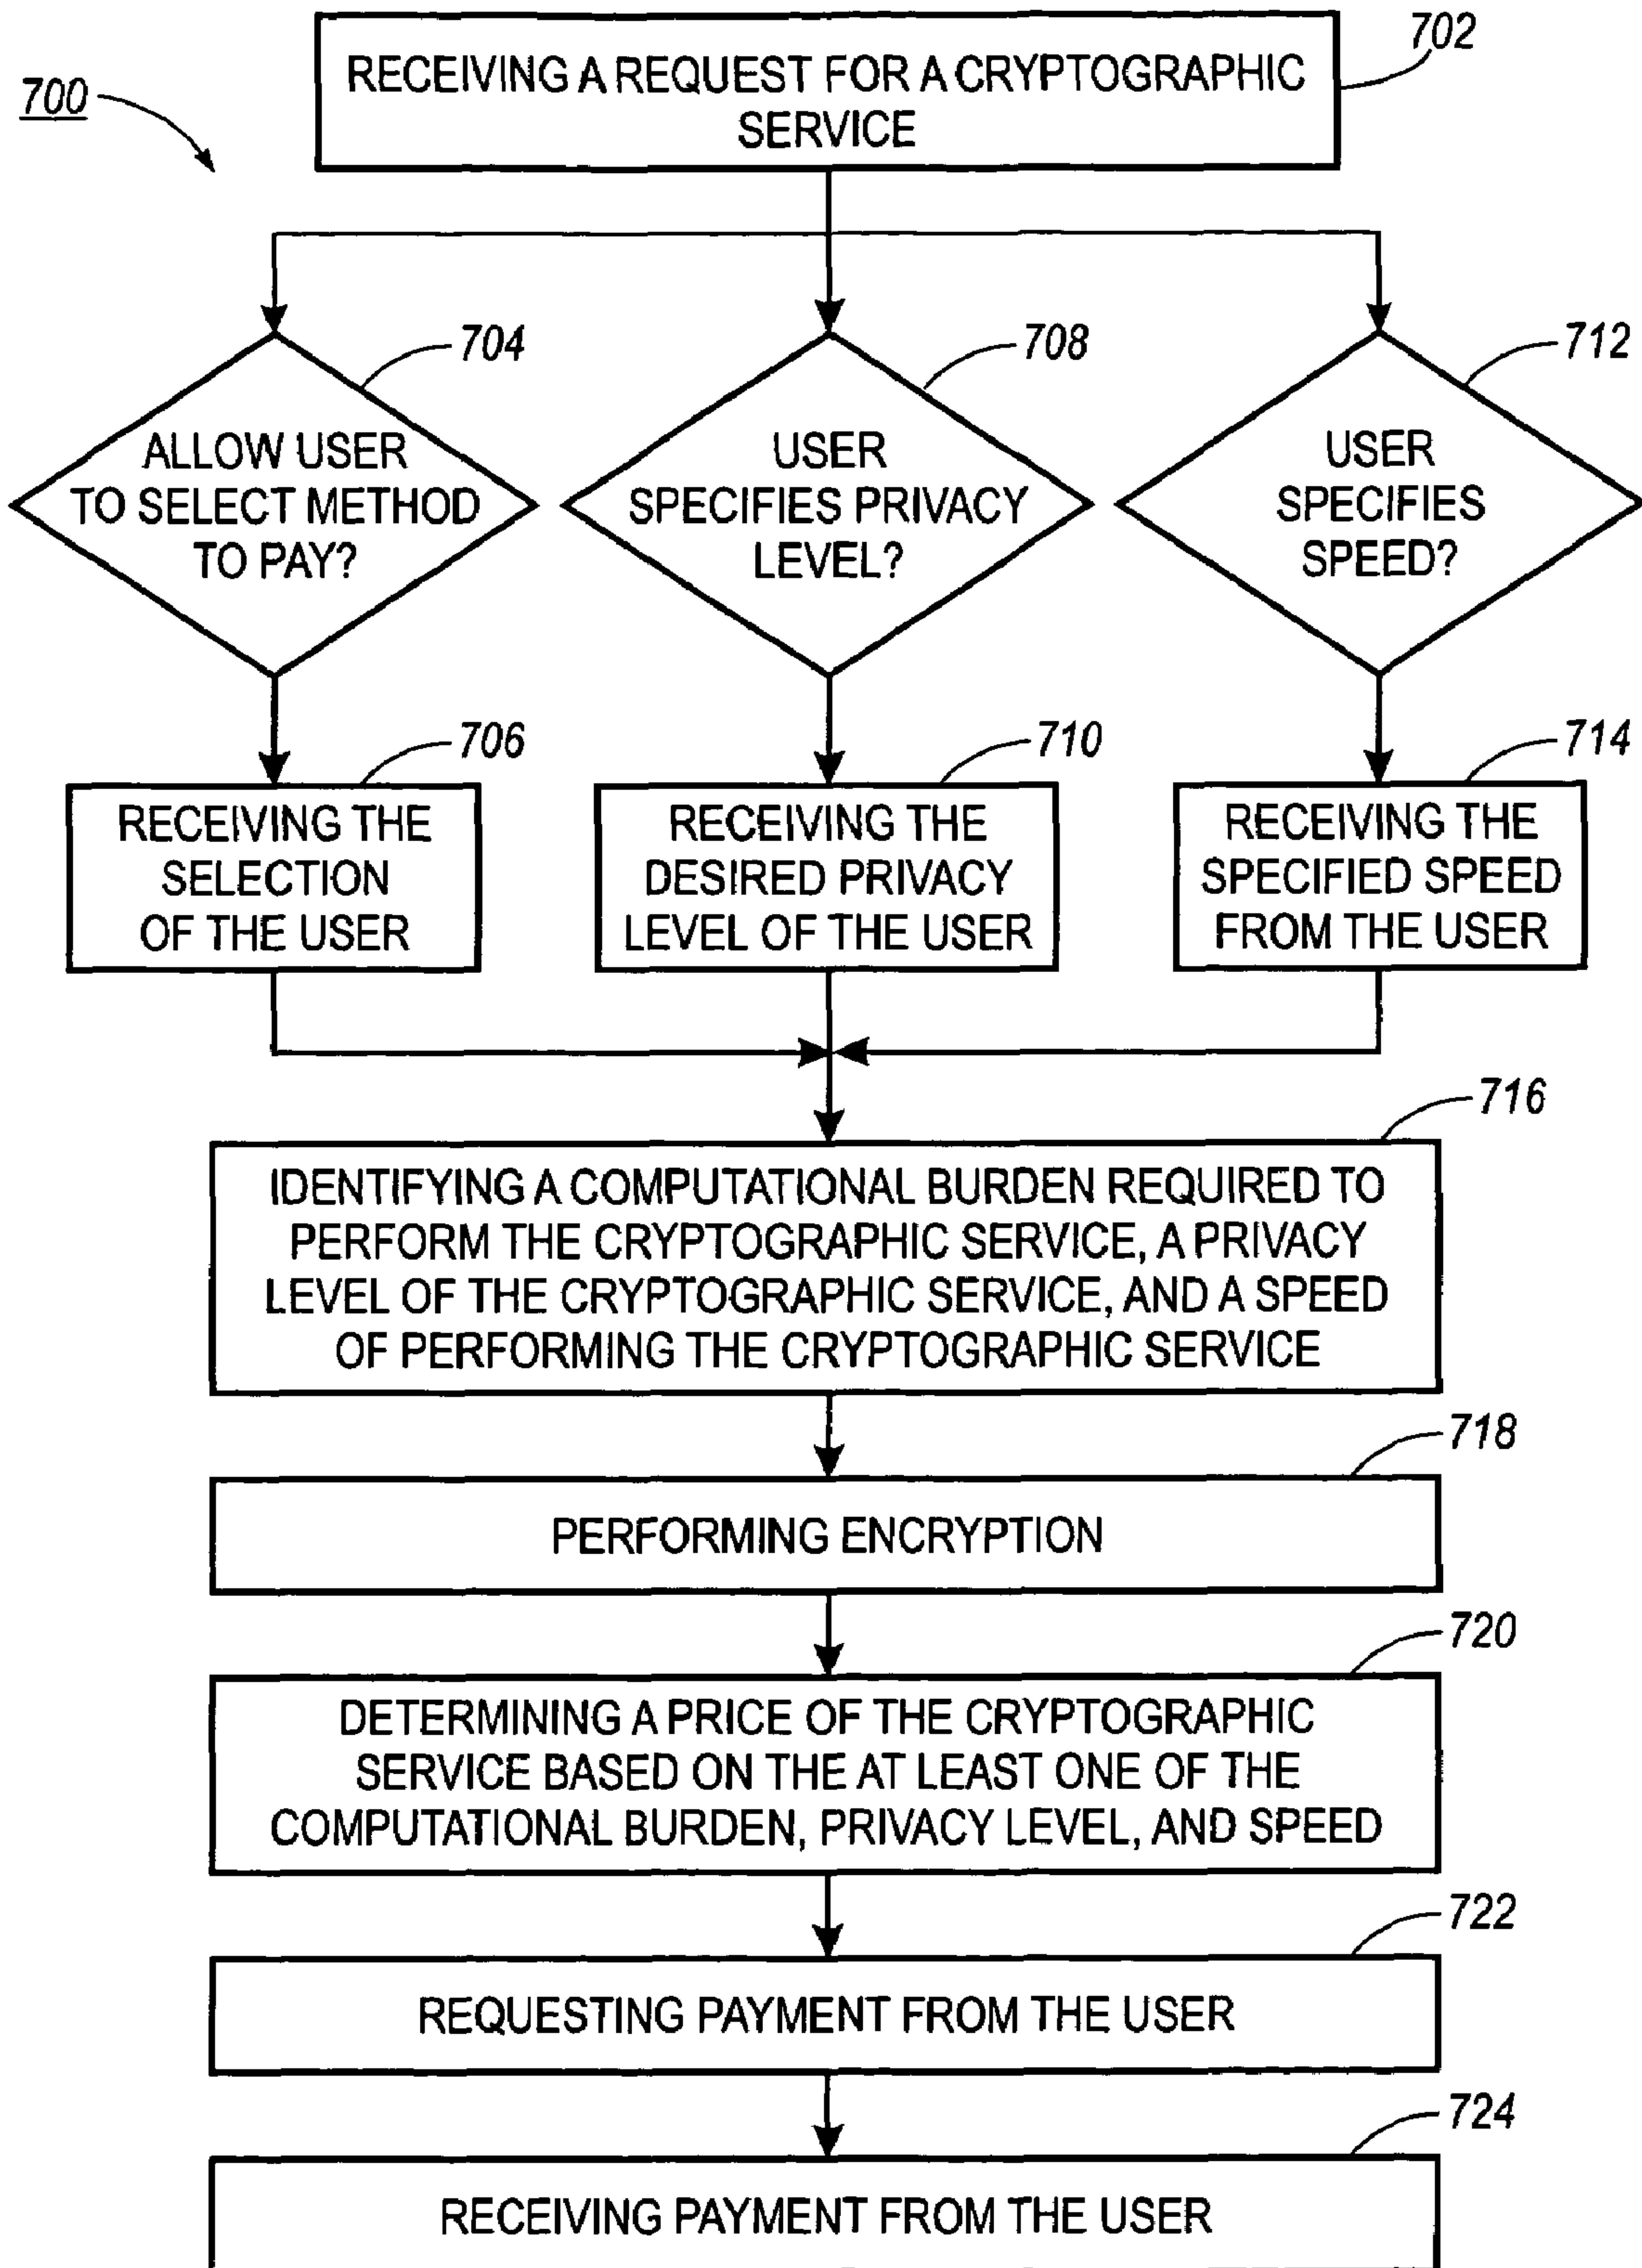 702
RECEIVING A REQUEST FOR A CRYPTOGRAPHIC
SERVICE
700
704
ALLOW USER
TO SELECT METHOD
TO PAY?
708
USER
SPECIFIES PRIVACY
LEVEL?
712
USER
SPECIFIES
SPEED?
706
RECEIVING THE
SELECTION
OF THE USER
710
RECEIVING THE
DESIRED PRIVACY
LEVEL OF THE USER
714
RECEIVING THE
SPECIFIED SPEED
FROM THE USER
716
IDENTIFYING A COMPUTATIONAL BURDEN REQUIRED TO
PERFORM THE CRYPTOGRAPHIC SERVICE, A PRIVACY
LEVEL OF THE CRYPTOGRAPHIC SERVICE, AND A SPEED
OF PERFORMING THE CRYPTOGRAPHIC SERVICE
718
PERFORMING ENCRYPTION
720
DETERMINING A PRICE OF THE CRYPTOGRAPHIC
SERVICE BASED ON THE AT LEAST ONE OF THE
COMPUTATIONAL BURDEN, PRIVACY LEVEL, AND SPEED
722
REQUESTING PAYMENT FROM THE USER
724
RECEIVING PAYMENT FROM THE USER